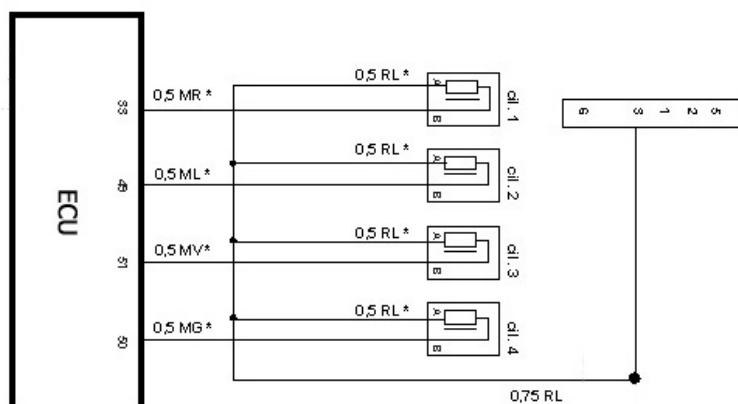 ECU
33
0,5 MR *
0,5 RL *
A
B
cil. 1
6
3
1
2
5
0,5 ML *
0,5 RL*
A
B
cil. 2
51
0,5 MV*
0,5 RL*
A
B
cil. 3
50
0,5 MG*
0,5 RL*
A
B
cil. 4
0,75 RL